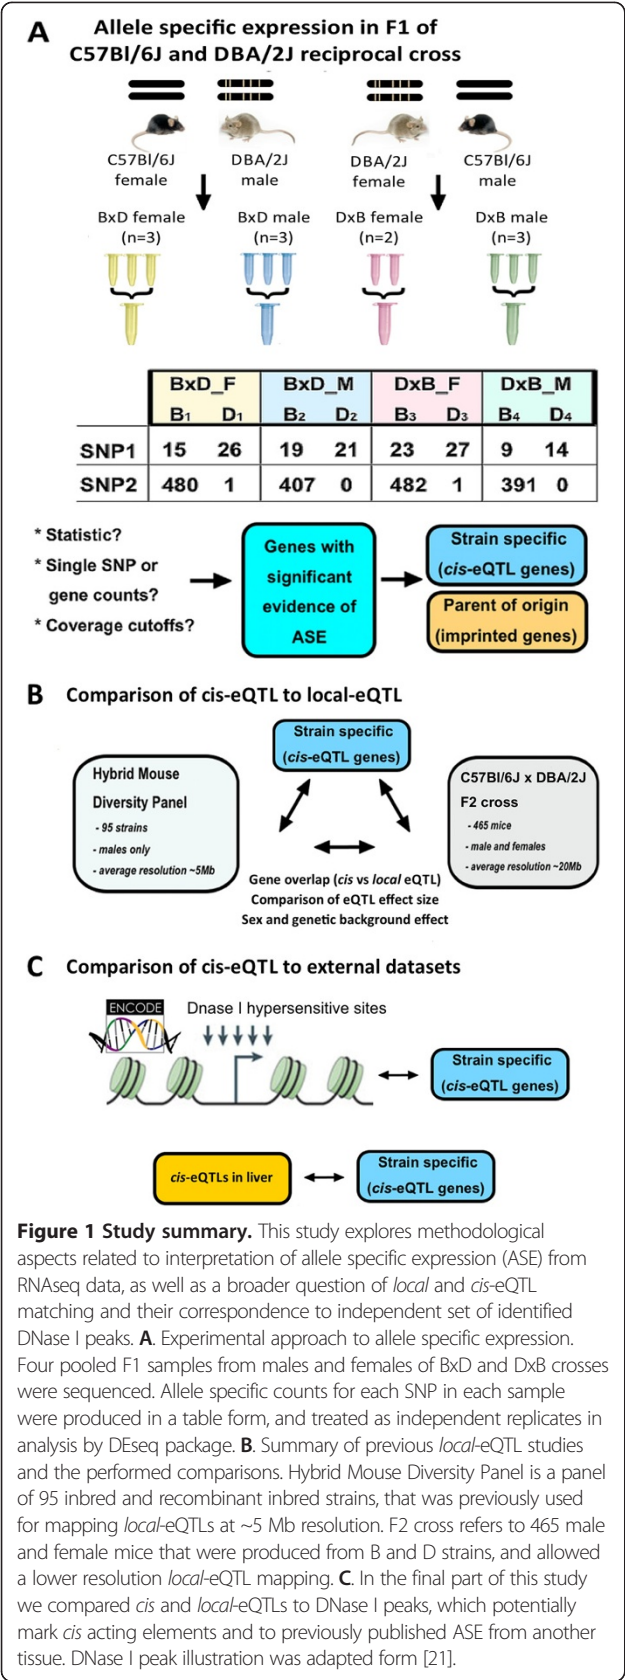 A Allele specific expression in F1 of
C57Bl/6J and DBA/2J reciprocal cross
C57Bl/6J female DBA/2J male DBA/2J female C57Bl/6J male
BxD female (n=3) BxD male (n=3) DxB female (n=2) DxB male (n=3)
BxD_F BxD_M DxB_F DxB_M
B1 D1 B2 D2 B3 D3 B4 D4
SNP1 15 26 19 21 23 27 9 14
SNP2 480 1 407 0 482 1 391 0
* Statistic?
* Single SNP or
gene counts?
* Coverage cutoffs?
Genes with
significant
evidence of
ASE
Strain specific
(cis-eQTL genes)
Parent of origin
(imprinted genes)
B Comparison of cis-eQTL to local-eQTL
Strain specific
(cis-eQTL genes)
Hybrid Mouse
Diversity Panel
- 95 strains
- males only
- average resolution ~5Mb
C57Bl/6J x DBA/2J
F2 cross
- 465 mice
- male and females
- average resolution ~20Mb
Gene overlap (cis vs local eQTL)
Comparison of eQTL effect size
Sex and genetic background effect
C Comparison of cis-eQTL to external datasets
ENCODE
Dnase I hypersensitive sites
Strain specific
(cis-eQTL genes)
cis-eQTLs in liver
Strain specific
(cis-eQTL genes)
Figure 1 Study summary. This study explores methodological
aspects related to interpretation of allele specific expression (ASE) from
RNAseq data, as well as a broader question of local and cis-eQTL
matching and their correspondence to independent set of identified
DNase I peaks. A. Experimental approach to allele specific expression.
Four pooled F1 samples from males and females of BxD and DxB crosses
were sequenced. Allele specific counts for each SNP in each sample
were produced in a table form, and treated as independent replicates in
analysis by DEseq package. B. Summary of previous local-eQTL studies
and the performed comparisons. Hybrid Mouse Diversity Panel is a panel
of 95 inbred and recombinant inbred strains, that was previously used
for mapping local-eQTLs at ~5 Mb resolution. F2 cross refers to 465 male
and female mice that were produced from B and D strains, and allowed
a lower resolution local-eQTL mapping. C. In the final part of this study
we compared cis and local-eQTLs to DNase I peaks, which potentially
mark cis acting elements and to previously published ASE from another
tissue. DNase I peak illustration was adapted form [21].